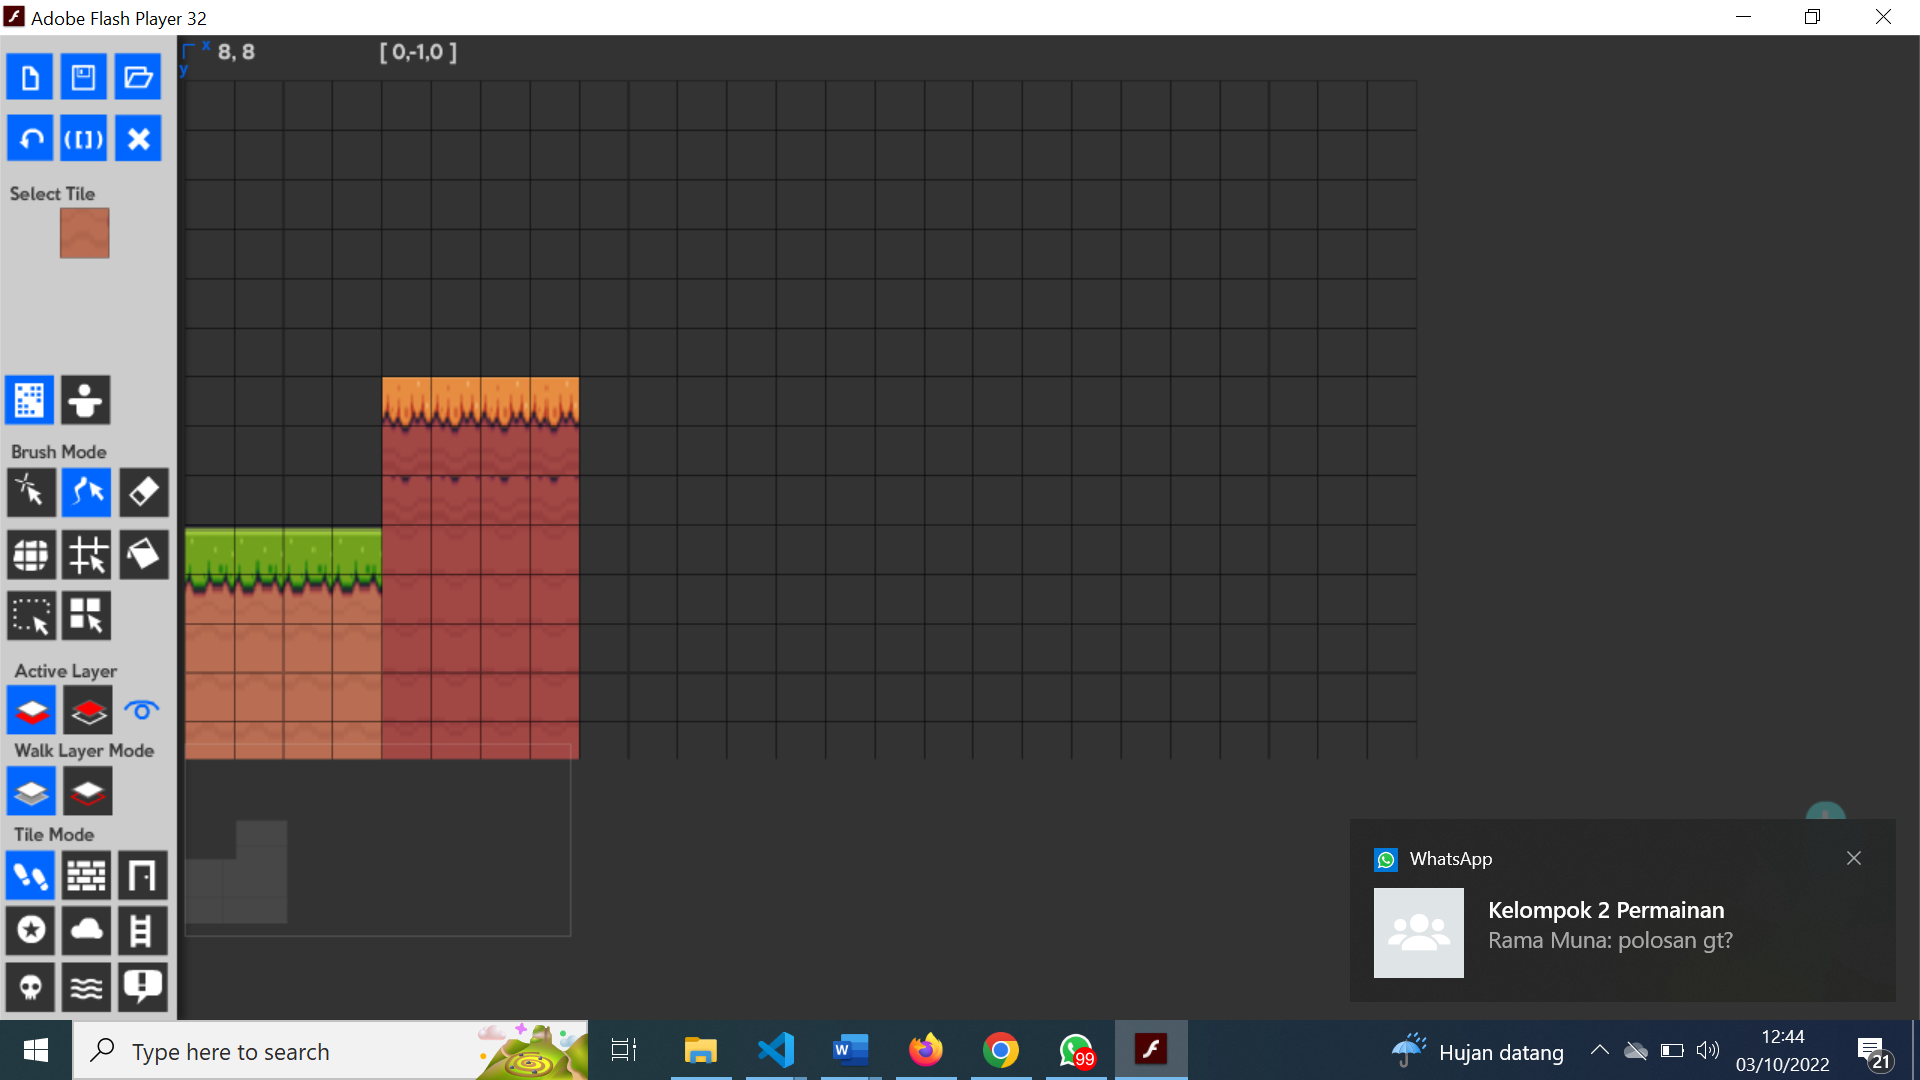 Adobe Flash Player 32
x
y
8, 8
[ 0,-1,0 ]
([])
Select Tile
Brush Mode
Active Layer
Walk Layer Mode
Tile Mode
WhatsApp
Kelompok 2 Permainan
Rama Muna: polosan gt?
Type here to search
W
99
Hujan datang
12:44
03/10/2022
21